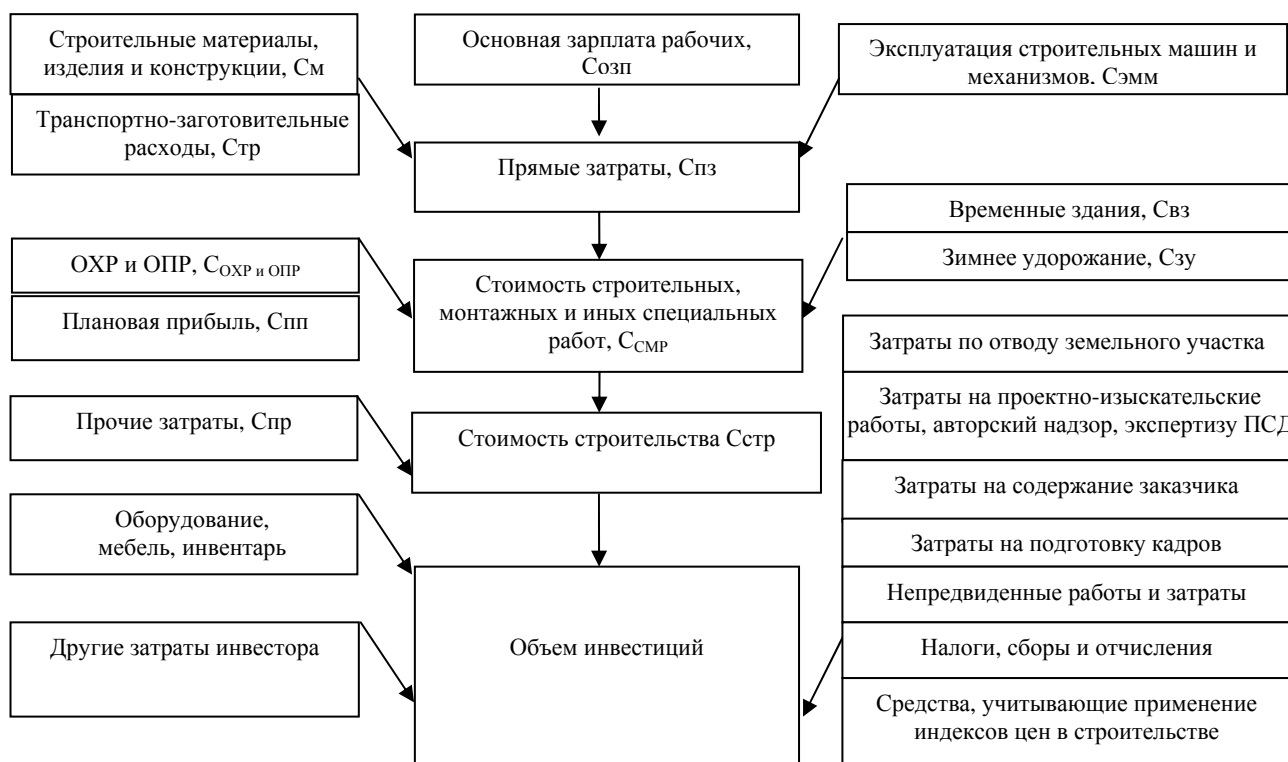 Строительные материалы,
изделия и конструкции, См
Транспортно-заготовительные
расходы, Стр
Основная зарплата рабочих,
Созп
Эксплуатация строительных машин и
механизмов. Сэмм
Прямые затраты, Спз
Временные здания, Свз
Зимнее удорожание, Сзу
ОХР и ОПР, СОХР и ОПР
Плановая прибыль, Спп
Стоимость строительных,
монтажных и иных специальных
работ, ССМР
Прочие затраты, Спр
Стоимость строительства Сстр
Оборудование,
мебель, инвентарь
Другие затраты инвестора
Объем инвестиций
Затраты по отводу земельного участка
Затраты на проектно-изыскательские
работы, авторский надзор, экспертизу ПСД
Затраты на содержание заказчика
Затраты на подготовку кадров
Непредвиденные работы и затраты
Налоги, сборы и отчисления
Средства, учитывающие применение
индексов цен в строительстве